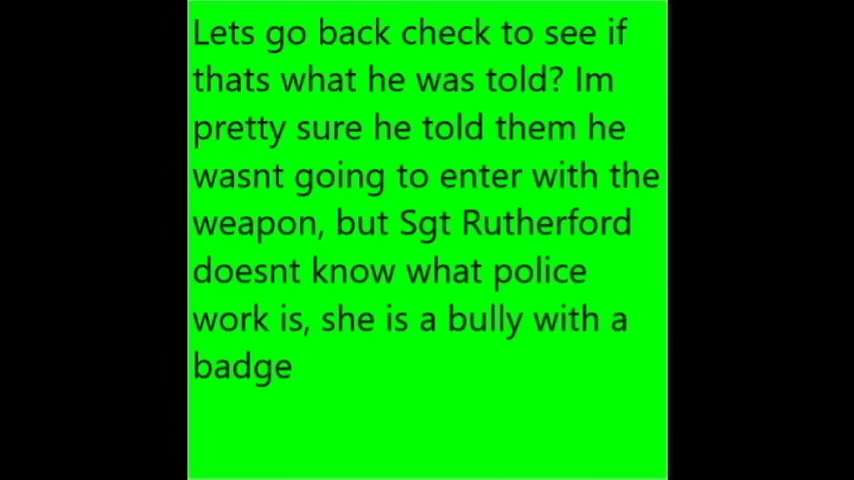 Lets go back check to see if
thats what he was told? Im
pretty sure he told them he
wasnt going to enter with the
weapon, but Sgt Rutherford
doesnt know what police
work is, she is a bully with a
badge